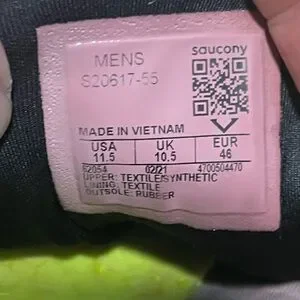 MENS
saucony
S20617-55
MADE IN VIETNAM
USA UK EUR
11.5 10.5 46
62054 02/21 4700504470
UPPER: TEXTILE/SYNTHETIC
LINING: TEXTILE
OUTSOLE: RUBBER